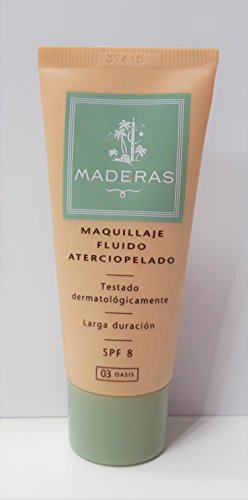 MADERAS
MAQUILLAJE
FLUIDO
ATERCIOPELADO
Testado
dermatológicamente
Larga duración
SPF 8
03 OASIS